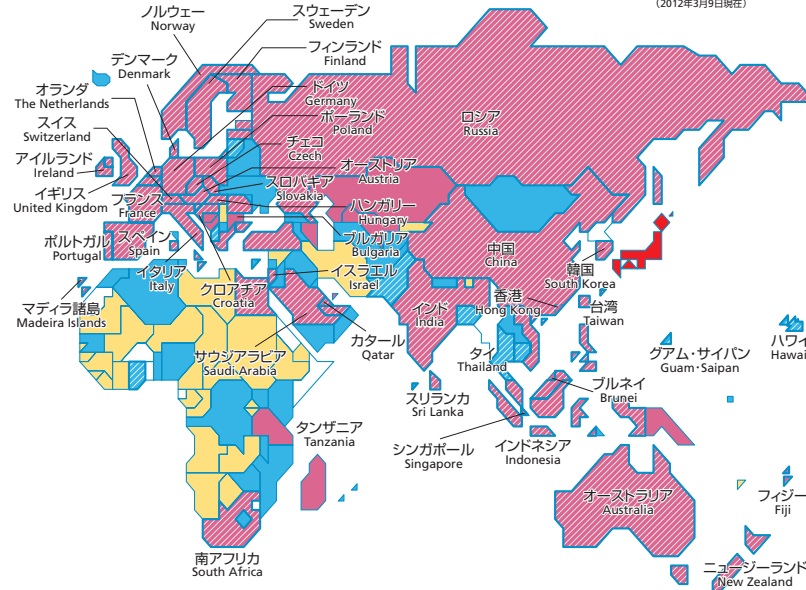 (2012年3月9日現在)
ノルウェー
Norway
スウェーデン
Sweden
デンマーク
Denmark
フィンランド
Finland
オランダ
The Netherlands
ドイツ
Germany
ポーランド
Poland
ロシア
Russia
スイス
Switzerland
チェコ
Czech
アイルランド
Ireland
オーストリア
Austria
スロバキア
Slovakia
イギリス
United Kingdom
フランス
France
ハンガリー
Hungary
ポルトガル
Portugal
スペイン
Spain
ブルガリア
Bulgaria
中国
China
韓国
South Korea
イタリア
Italy
イスラエル
Israel
クロアチア
Croatia
マディラ諸島
Madeira Islands
インド
India
香港
Hong Kong
台湾
Taiwan
カタール
Qatar
サウジアラビア
Saudi Arabia
タイ
Thailand
グアム・サイパン
Guam・Saipan
ハワイ
Hawai
スリランカ
Sri Lanka
ブルネイ
Brunei
タンザニア
Tanzania
シンガポール
Singapore
インドネシア
Indonesia
オーストラリア
Australia
フィジー
Fiji
南アフリカ
South Africa
ニュージーランド
New Zealand